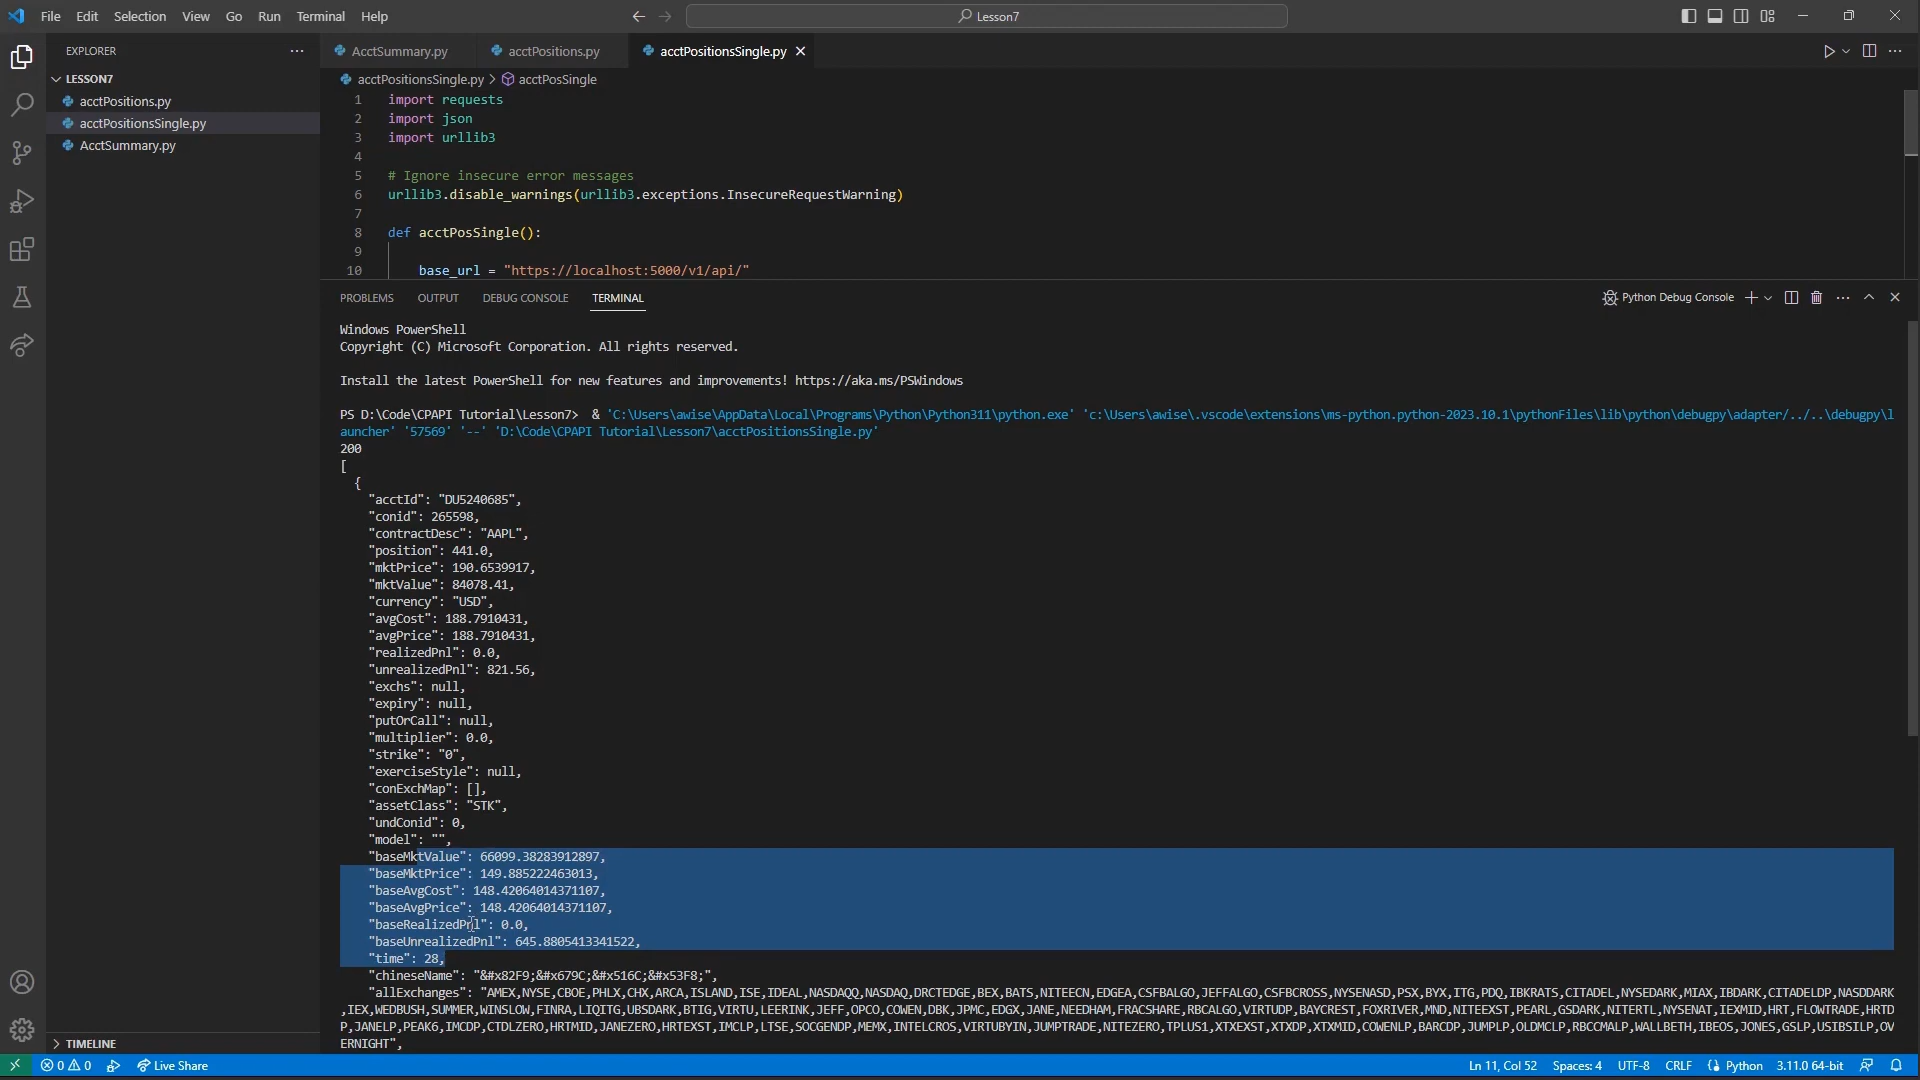 File Edit Selection View Go Run Terminal Help
Lesson7
EXPLORER
LESSON7
acctPositions.py
acctPositionsSingle.py
AcctSummary.py
TIMELINE
AcctSummary.py acctPositions.py acctPositionsSingle.py
acctPositionsSingle.py > acctPosSingle
1 import requests
2 import json
3 import urllib3
4
5 # Ignore insecure error messages
6 urllib3.disable_warnings(urllib3.exceptions.InsecureRequestWarning)
7
8 def acctPosSingle():
9
10 base_url = "https://localhost:5000/v1/api/"
PROBLEMS OUTPUT DEBUG CONSOLE TERMINAL
Python Debug Console
Windows PowerShell
Copyright (C) Microsoft Corporation. All rights reserved.
Install the latest PowerShell for new features and improvements! https://aka.ms/PSWindows
PS D:\Code\CPAPI Tutorial\Lesson7> & 'C:\Users\awise\AppData\Local\Programs\Python\Python311\python.exe' 'c:\Users\awise\.vscode\extensions\ms-python.python-2023.10.1\pythonFiles\lib\python\debugpy\adapter/../..\debugpy\l
auncher' '57569' '--' 'D:\Code\CPAPI Tutorial\Lesson7\acctPositionsSingle.py'
200
[
{
"acctId": "DU5240685",
"conid": 265598,
"contractDesc": "AAPL",
"position": 441.0,
"mktPrice": 190.6539917,
"mktValue": 84078.41,
"currency": "USD",
"avgCost": 188.7910431,
"avgPrice": 188.7910431,
"realizedPnl": 0.0,
"unrealizedPnl": 821.56,
"exchs": null,
"expiry": null,
"putOrCall": null,
"multiplier": 0.0,
"strike": "0",
"exerciseStyle": null,
"conExchMap": [],
"assetClass": "STK",
"undConid": 0,
"model": "",
"baseMktValue": 66099.38283912897,
"baseMktPrice": 149.885222463013,
"baseAvgCost": 148.42064014371107,
"baseAvgPrice": 148.42064014371107,
"baseRealizedPnl": 0.0,
"baseUnrealizedPnl": 645.8805413341522,
"time": 28,
"chineseName": "&#x82F9;&#x679C;&#x516C;&#x53F8;",
"allExchanges": "AMEX,NYSE,CBOE,PHLX,CHX,ARCA,ISLAND,ISE,IDEAL,NASDAQQ,NASDAQ,DRCTEDGE,BEX,BATS,NITEECN,EDGEA,CSFBALGO,JEFFALGO,CSFBCROSS,NYSENASD,PSX,BYX,ITG,PDQ,IBKRATS,CITADEL,NYSEDARK,MIAX,IBDARK,CITADELDP,NASDDARK
,IEX,WEDBUSH,SUMMER,WINSLOW,FINRA,LIQITG,UBSDARK,BTIG,VIRTU,LEERINK,JEFF,OPCO,COWEN,DBK,JPMC,EDGX,JANE,NEEDHAM,FRACSHARE,RBCALGO,VIRTUDP,BAYCREST,FOXRIVER,MND,NITEEXST,PEARL,GSDARK,NITERTL,NYSENAT,IEXMID,HRT,FLOWTRADE,HRTD
P,JANELP,PEAK6,IMCDP,CTDLZERO,HRTMID,JANEZERO,HRTEXST,IMCLP,LTSE,SOCGENDP,MEMX,INTELCROS,VIRTUBYIN,JUMPTRADE,NITEZERO,TPLUS1,XTXEXST,XTXDP,XTXMID,COWENLP,BARCDP,JUMPLP,OLDMCLP,RBCCMALP,WALLBETH,IBEOS,JONES,GSLP,USIBSILP,OV
ERNIGHT",
0 0 Live Share Ln 11, Col 52 Spaces: 4 UTF-8 CRLF Python 3.11.0 64-bit